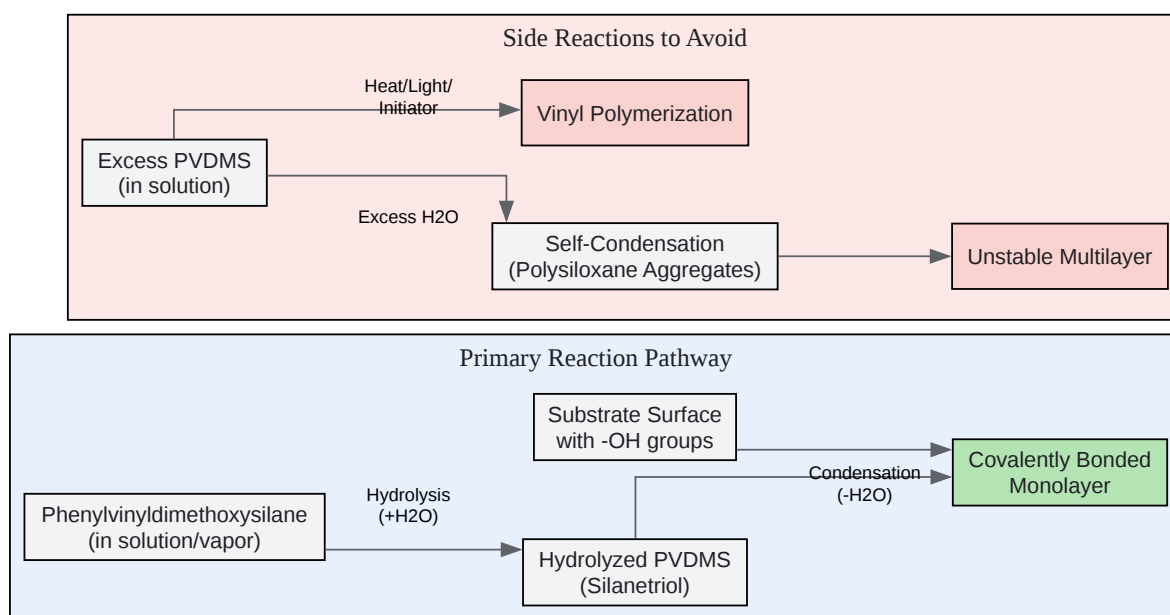 Side Reactions to Avoid
Heat/Light/
Initiator
Vinyl Polymerization
Excess PVDMS
(in solution)
Excess H2O
Self-Condensation
(Polysiloxane Aggregates)
Unstable Multilayer
Primary Reaction Pathway
Substrate Surface
with -OH groups
Covalently Bonded
Monolayer
Condensation
(-H2O)
Phenylvinyldimethoxysilane
(in solution/vapor)
Hydrolysis
(+H2O)
Hydrolyzed PVDMS
(Silanetriol)